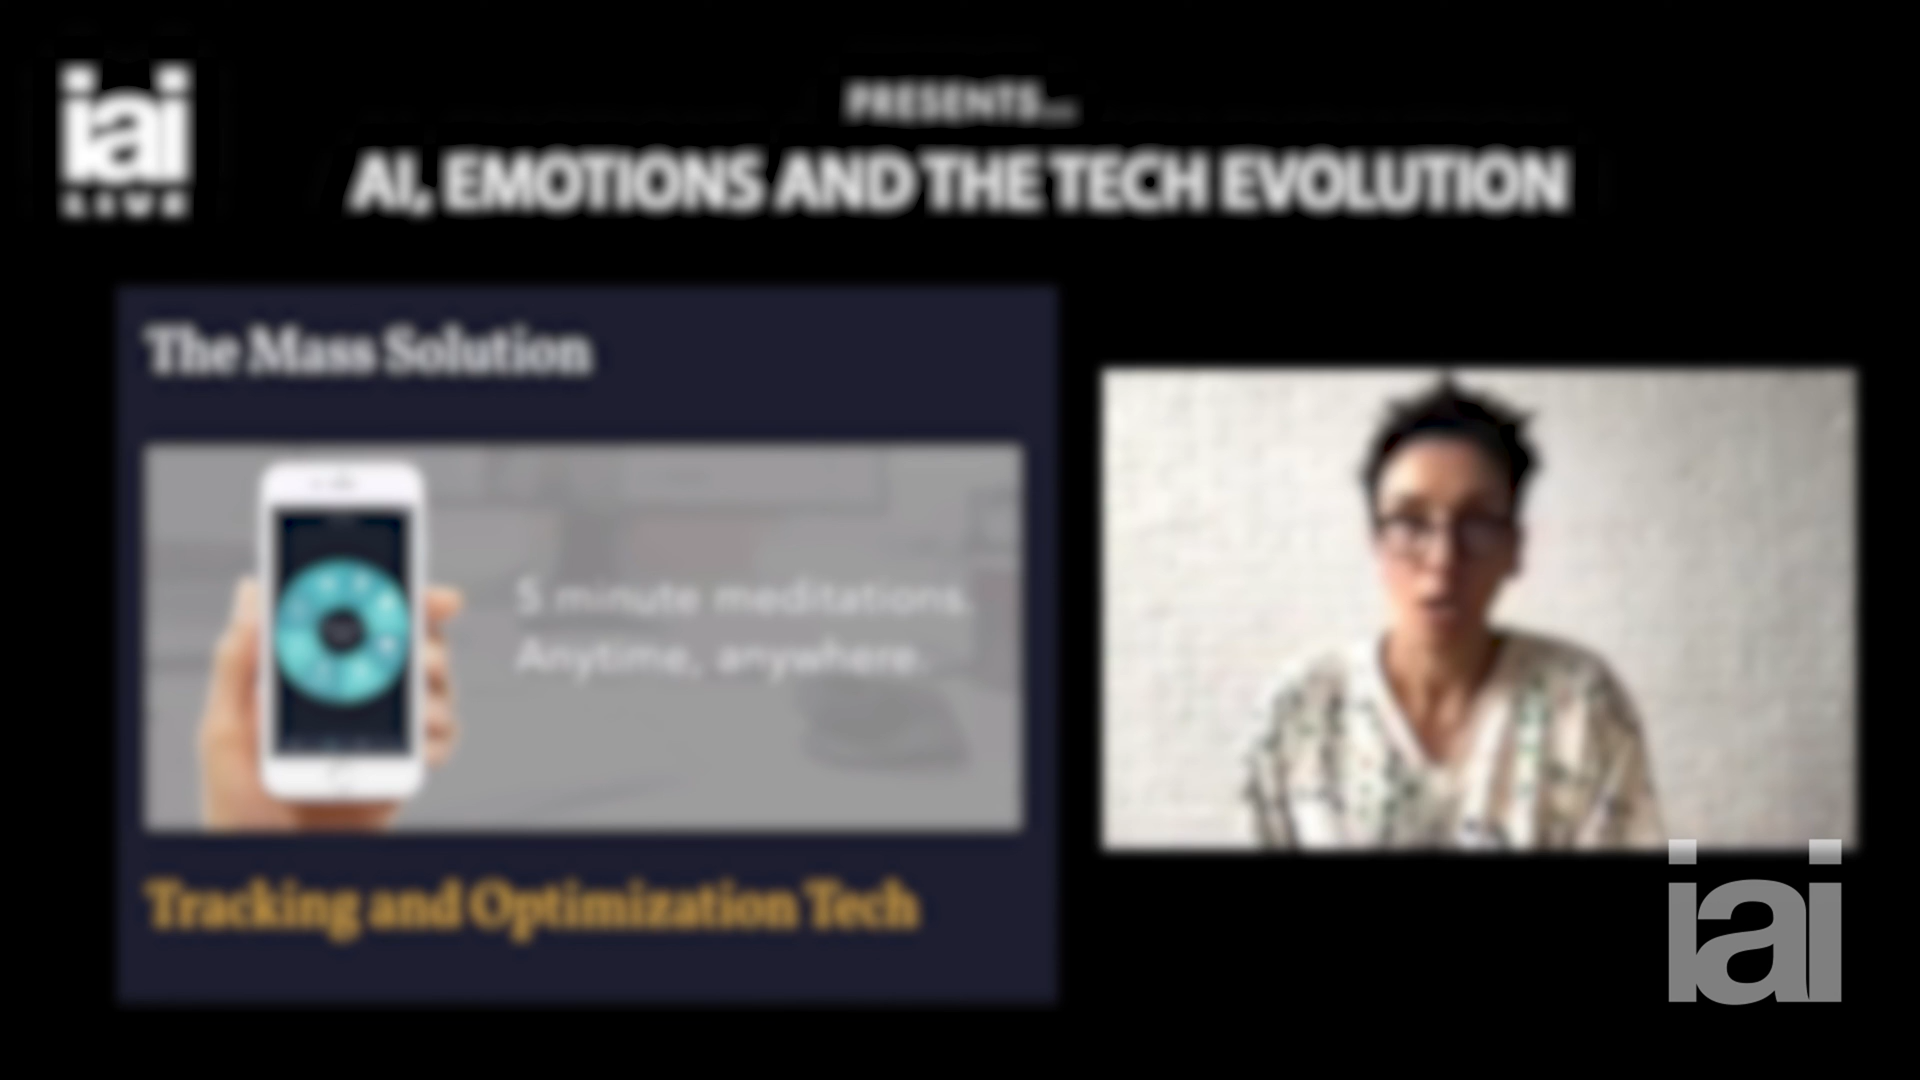 iai
LIVE
PRESENTS...
AI, EMOTIONS AND THE TECH EVOLUTION
The Mass Solution
5 minute meditations.
Anytime, anywhere.
Tracking and Optimization Tech
iai